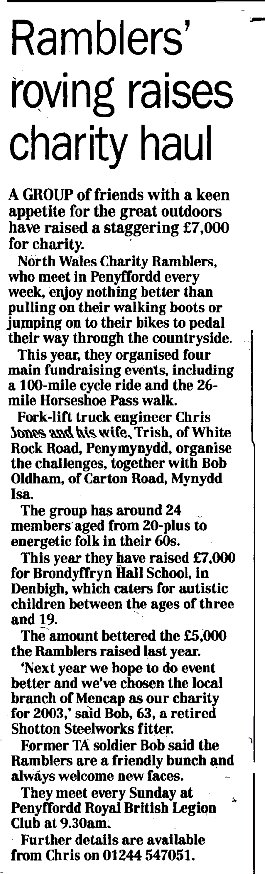 Ramblers'
roving raises
charity haul
A GROUP of friends with a keen
appetite for the great outdoors
have raised a staggering £7,000
for charity.
North Wales Charity Ramblers,
who meet in Penyffordd every
week, enjoy nothing better than
pulling on their walking boots or
jumping on to their bikes to pedal
their way through the countryside.
This year, they organised four
main fundraising events, including
a 100-mile cycle ride and the 26-
mile Horseshoe Pass walk.
Fork-lift truck engineer Chris
Jones and his wife, Trish, of White
Rock Road, Penymynydd, organise
the challenges, together with Bob
Oldham, of Carton Road, Mynydd
Isa.
The group has around 24
members aged from 20-plus to
energetic folk in their 60s.
This year they have raised £7,000
for Brondyffryn Hall School, in
Denbigh, which caters for autistic
children between the ages of three
and 19.
The amount bettered the £5,000
the Ramblers raised last year.
'Next year we hope to do event
better and we've chosen the local
branch of Mencap as our charity
for 2003,' said Bob, 63, a retired
Shotton Steelworks fitter.
Former TA soldier Bob said the
Ramblers are a friendly bunch and
always welcome new faces.
They meet every Sunday at
Penyffordd Royal British Legion
Club at 9.30am.
Further details are available
from Chris on 01244 547051.